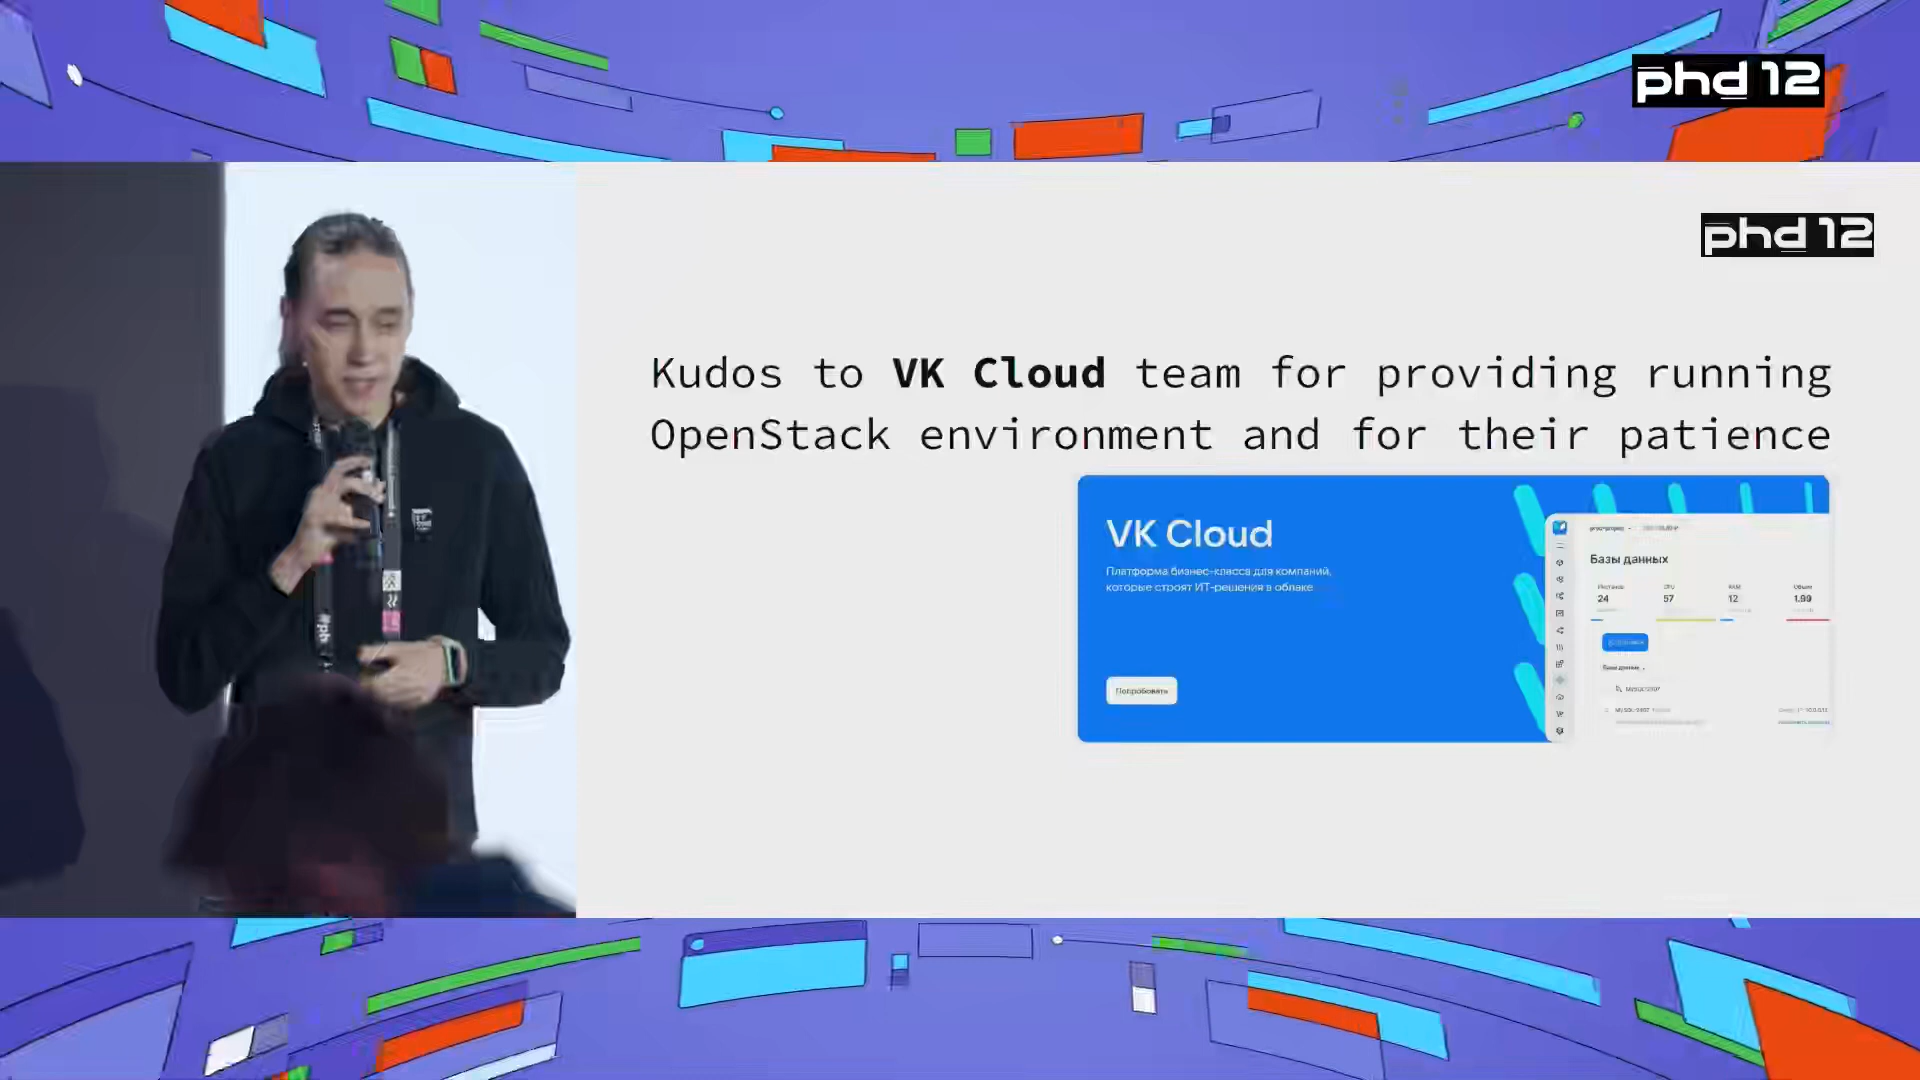 phd 12
phd 12
Kudos to VK Cloud team for providing running
OpenStack environment and for their patience
VK Cloud
Платформа бизнес-класса для компаний,
которые строят ИТ-решения в облаке
Попробовать
Базы данных
24 57 12 1.99
#ph